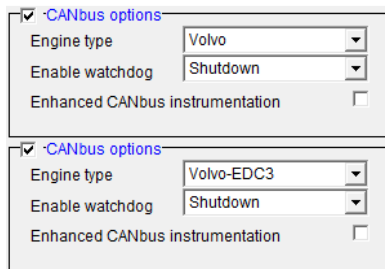 CANbus options
Engine type Volvo
Enable watchdog Shutdown
Enhanced CANbus instrumentation
CANbus options
Engine type Volvo-EDC3
Enable watchdog Shutdown
Enhanced CANbus instrumentation